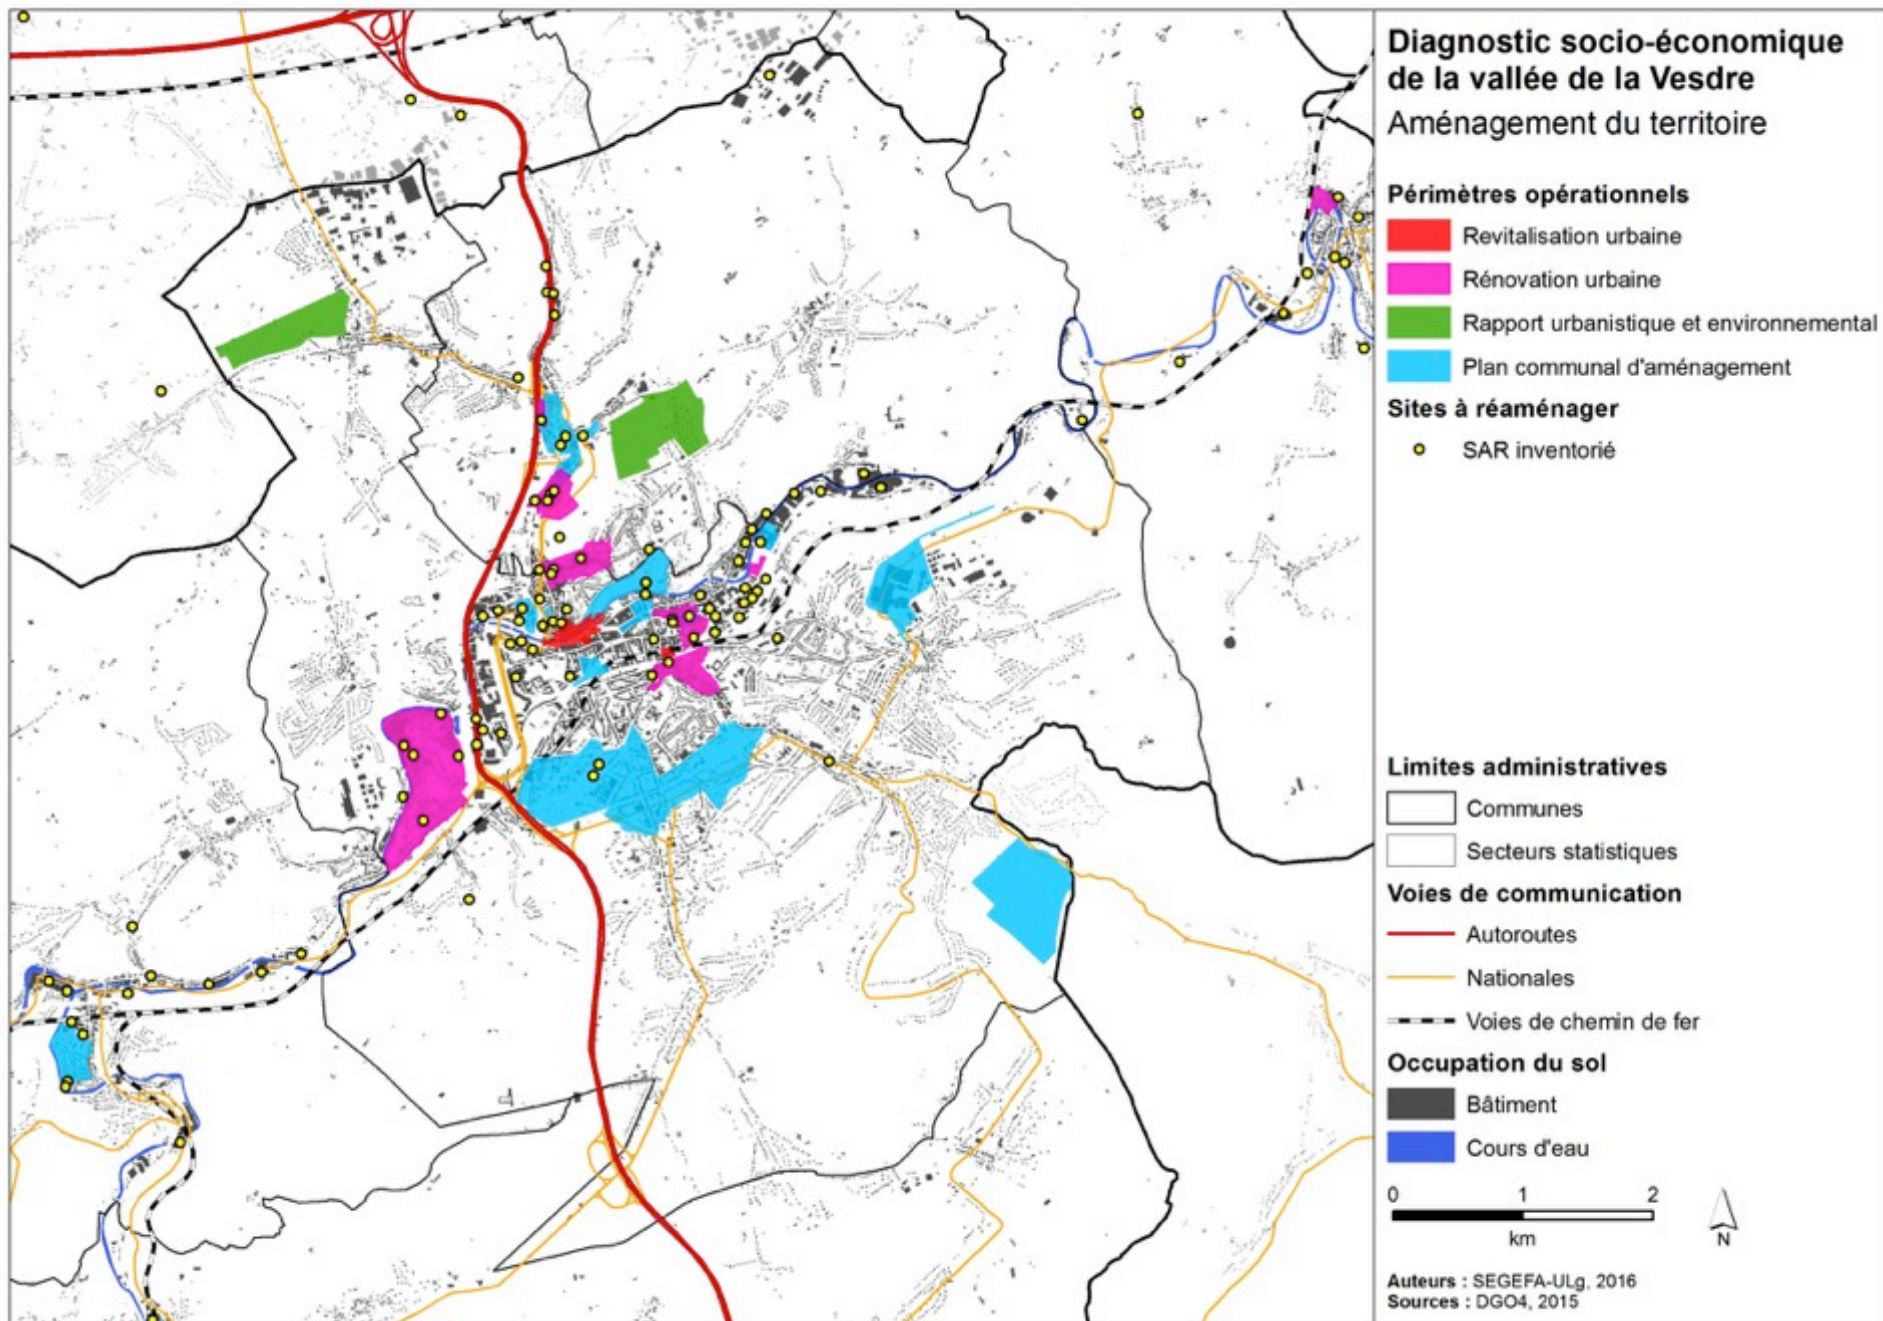 Diagnostic socio-économique
de la vallée de la Vesdre
Aménagement du territoire
Périmètres opérationnels
Revitalisation urbaine
Rénovation urbaine
Rapport urbanistique et environnemental
Plan communal d'aménagement
Sites à réaménager
SAR inventorié
Limites administratives
Communes
Secteurs statistiques
Voies de communication
Autoroutes
Nationales
Voies de chemin de fer
Occupation du sol
Bâtiment
Cours d'eau
0 1 2
km
N
Auteurs : SEGEFA-ULg, 2016
Sources : DGO4, 2015